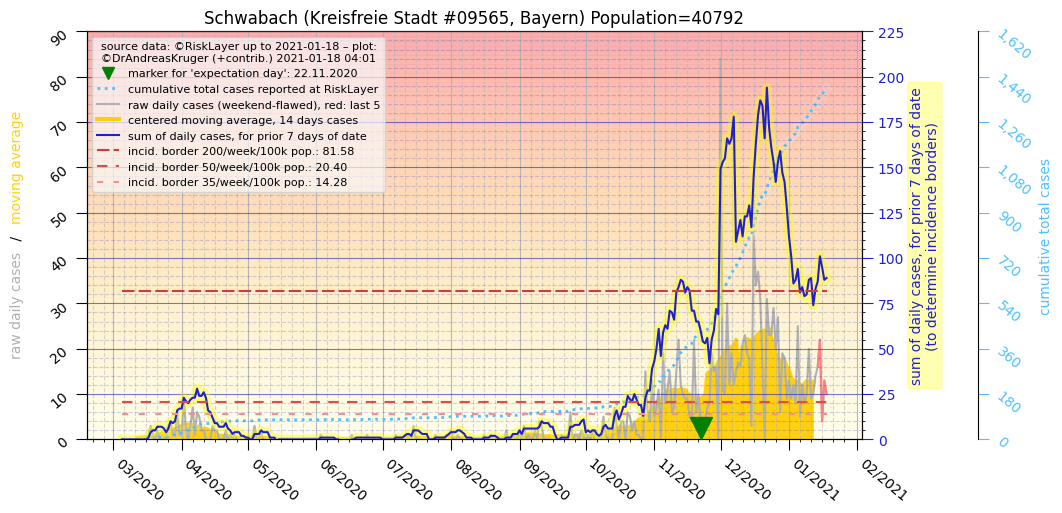 Schwabach (Kreisfreie Stadt #09565, Bayern) Population=40792
source data: ©RiskLayer up to 2021-01-18 – plot:
©DrAndreasKruger (+contrib.) 2021-01-18 04:01
marker for 'expectation day': 22.11.2020
cumulative total cases reported at RiskLayer
raw daily cases (weekend-flawed), red: last 5
centered moving average, 14 days cases
sum of daily cases, for prior 7 days of date
incid. border 200/week/100k pop.: 81.58
incid. border 50/week/100k pop.: 20.40
incid. border 35/week/100k pop.: 14.28
raw daily cases / moving average
90
80
70
60
50
40
30
20
10
0
03/2020
04/2020
05/2020
06/2020
07/2020
08/2020
09/2020
10/2020
11/2020
12/2020
01/2021
02/2021
225
200
175
150
125
100
75
50
25
0
sum of daily cases, for prior 7 days of date
(to determine incidence borders)
1,620
1,440
1,260
1,080
900
720
540
360
180
0
cumulative total cases